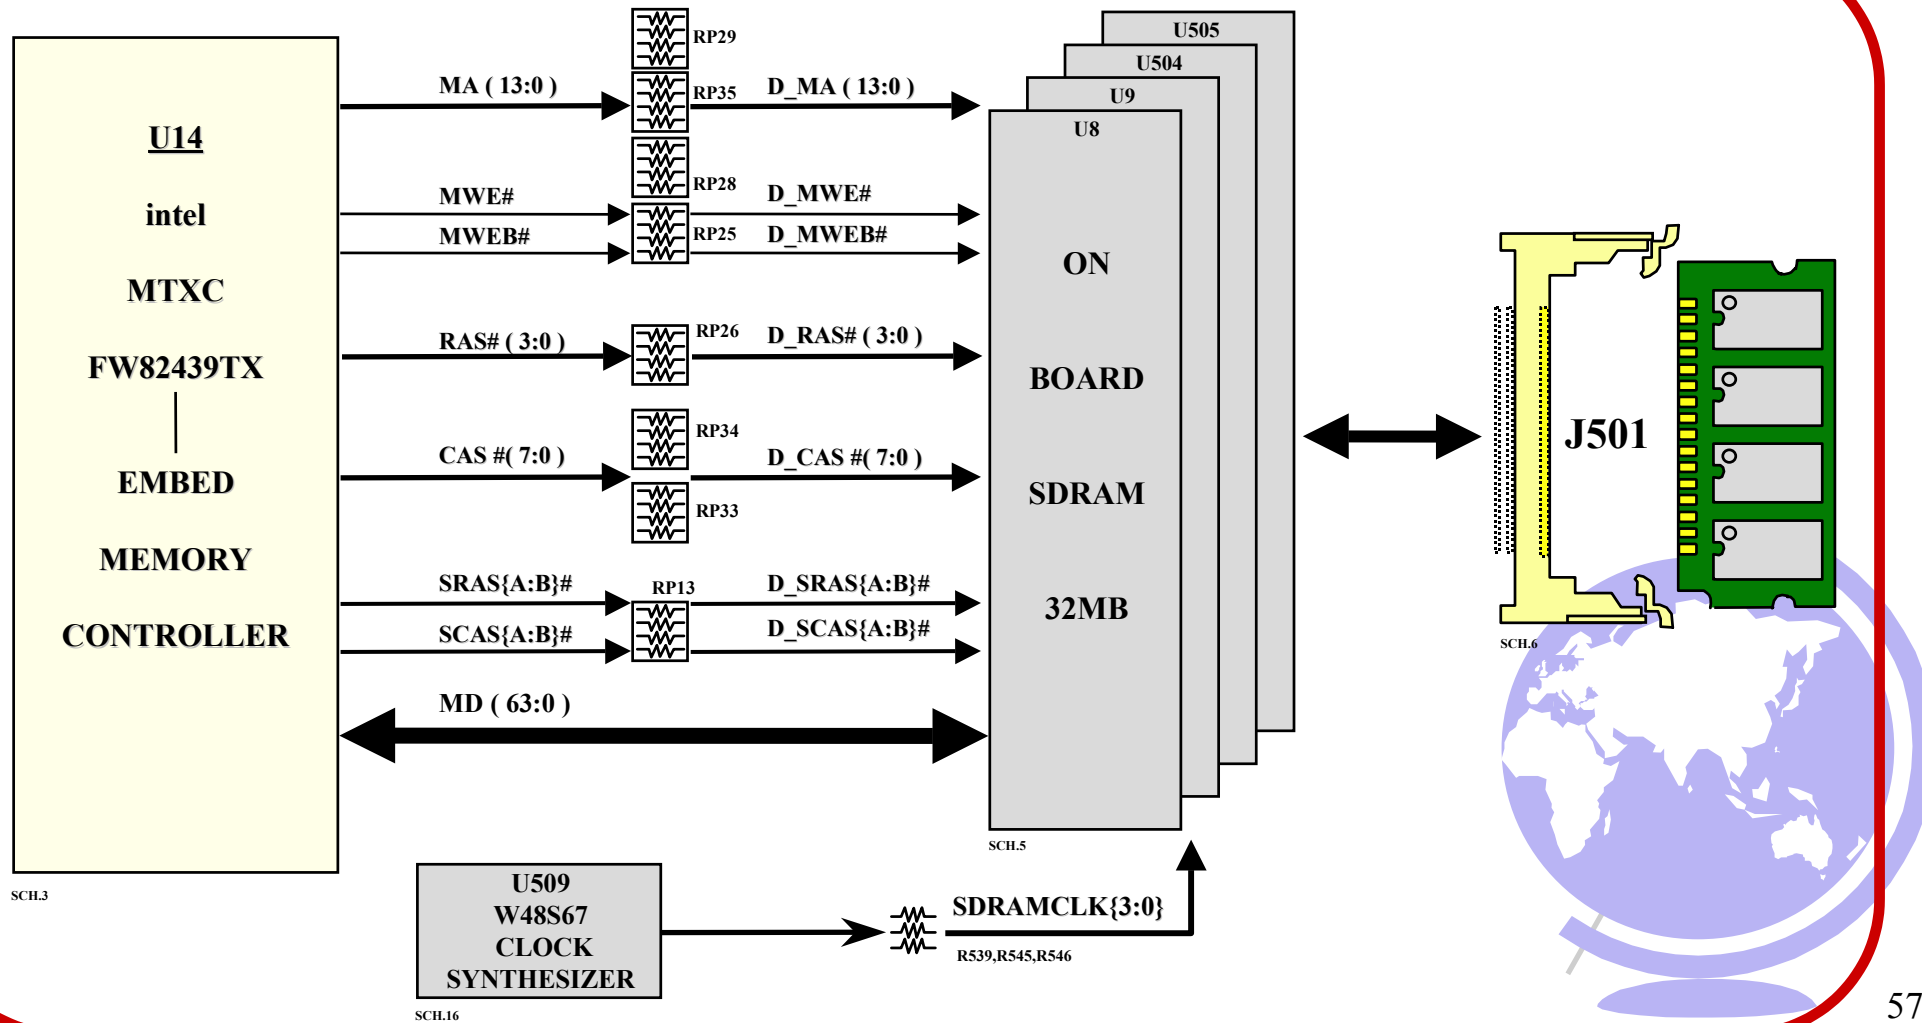 U14
intel
MTXC
FW82439TX
EMBED
MEMORY
CONTROLLER
SCH.3
MA ( 13:0 )
MWE#
MWEB#
RAS# ( 3:0 )
CAS #( 7:0 )
SRAS{A:B}#
SCAS{A:B}#
MD ( 63:0 )
RP29
RP35
RP28
RP25
RP26
RP34
RP33
RP13
D_MA ( 13:0 )
D_MWE#
D_MWEB#
D_RAS# ( 3:0 )
D_CAS #( 7:0 )
D_SRAS{A:B}#
D_SCAS{A:B}#
U505
U504
U9
U8
ON
BOARD
SDRAM
32MB
SCH.5
J501
SCH.6
U509
W48S67
CLOCK
SYNTHESIZER
SCH.16
SDRAMCLK{3:0}
R539,R545,R546
57